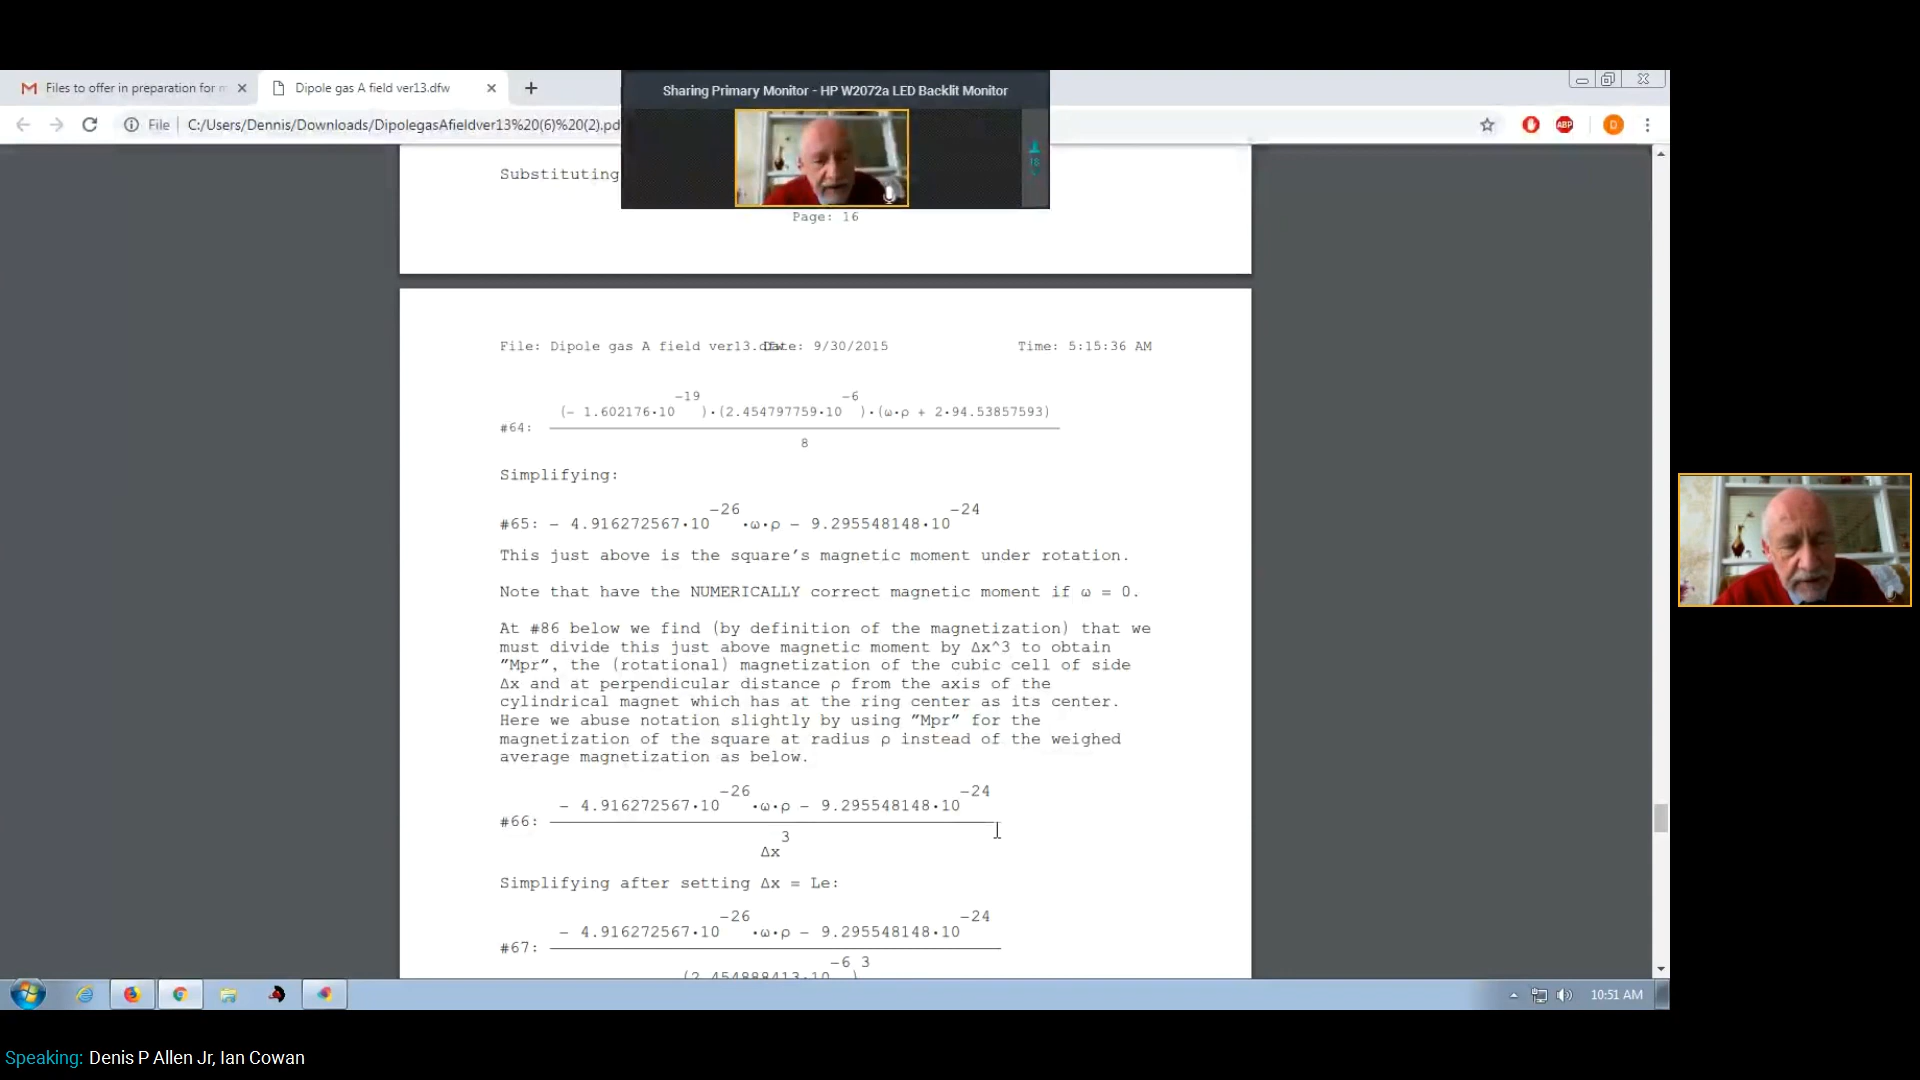 Files to offer in preparation for m
Dipole gas A field ver13.dfw
Sharing Primary Monitor - HP W2072a LED Backlit Monitor
File
C:/Users/Dennis/Downloads/DipolegasAfieldver13%20(6)%20(2).pd
ABP
D
18
Substituting
Page: 16
File: Dipole gas A field ver13.dfw Date: 9/30/2015 Time: 5:15:36 AM
-19 -6
(- 1.602176•10 )•(2.454797759•10 )•(ω•ρ + 2•94.53857593)
#64:
8
Simplifying:
-26 -24
#65: - 4.916272567•10 •ω•ρ - 9.295548148•10
This just above is the square's magnetic moment under rotation.
Note that have the NUMERICALLY correct magnetic moment if ω = 0.
At #86 below we find (by definition of the magnetization) that we
must divide this just above magnetic moment by Δx^3 to obtain
"Mpr", the (rotational) magnetization of the cubic cell of side
Δx and at perpendicular distance ρ from the axis of the
cylindrical magnet which has at the ring center as its center.
Here we abuse notation slightly by using "Mpr" for the
magnetization of the square at radius ρ instead of the weighed
average magnetization as below.
-26 -24
- 4.916272567•10 •ω•ρ - 9.295548148•10
#66:
3
Δx
Simplifying after setting Δx = Le:
-26 -24
- 4.916272567•10 •ω•ρ - 9.295548148•10
#67:
-6 3
(2.454888413•10 )
10:51 AM
Speaking: Denis P Allen Jr, Ian Cowan